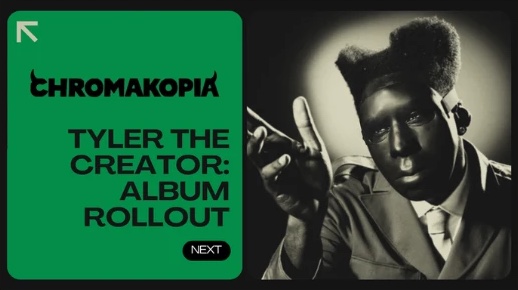 CHROMAKOPIA
TYLER THE
CREATOR:
ALBUM
ROLLOUT
NEXT